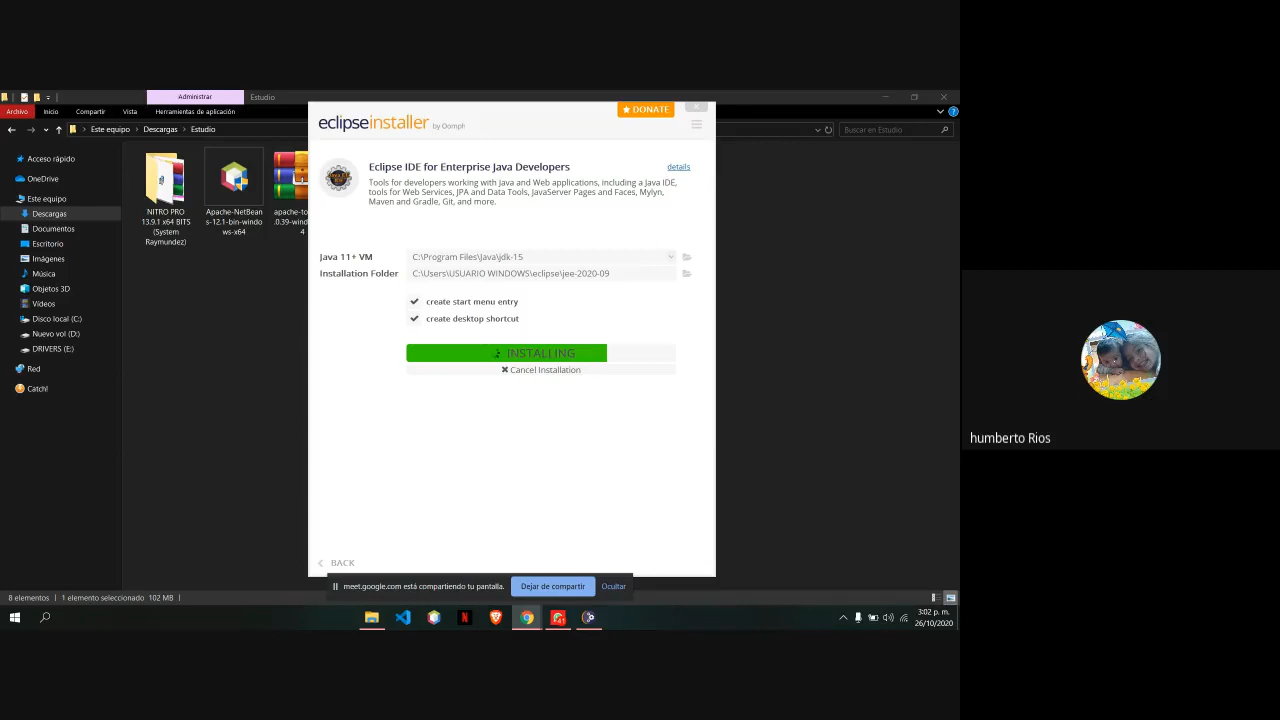 Administrar
Estudio
Archivo
Inicio
Compartir
Vista
Herramientas de aplicación
Este equipo
Descargas
Estudio
Buscar en Estudio
Acceso rápido
OneDrive
Este equipo
Descargas
Documentos
Escritorio
Imágenes
Música
Objetos 3D
Vídeos
Disco local (C:)
Nuevo vol (D:)
DRIVERS (E:)
Red
Catch!
NITRO PRO
13.9.1 x64 BITS
(System
Raymundez)
Apache-NetBean
s-12.1-bin-windo
ws-x64
apache-to
.0.39-wind
4
DONATE
eclipseinstaller by Oomph
Eclipse IDE for Enterprise Java Developers
details
Tools for developers working with Java and Web applications, including a Java IDE,
tools for Web Services, JPA and Data Tools, JavaServer Pages and Faces, Mylyn,
Maven and Gradle, Git, and more.
Java 11+ VM
C:\Program Files\Java\jdk-15
Installation Folder
C:\Users\USUARIO WINDOWS\eclipse\jee-2020-09
create start menu entry
create desktop shortcut
INSTALLING
Cancel Installation
BACK
meet.google.com está compartiendo tu pantalla.
Dejar de compartir
Ocultar
8 elementos
1 elemento seleccionado 102 MB
3:02 p. m.
26/10/2020
humberto Rios